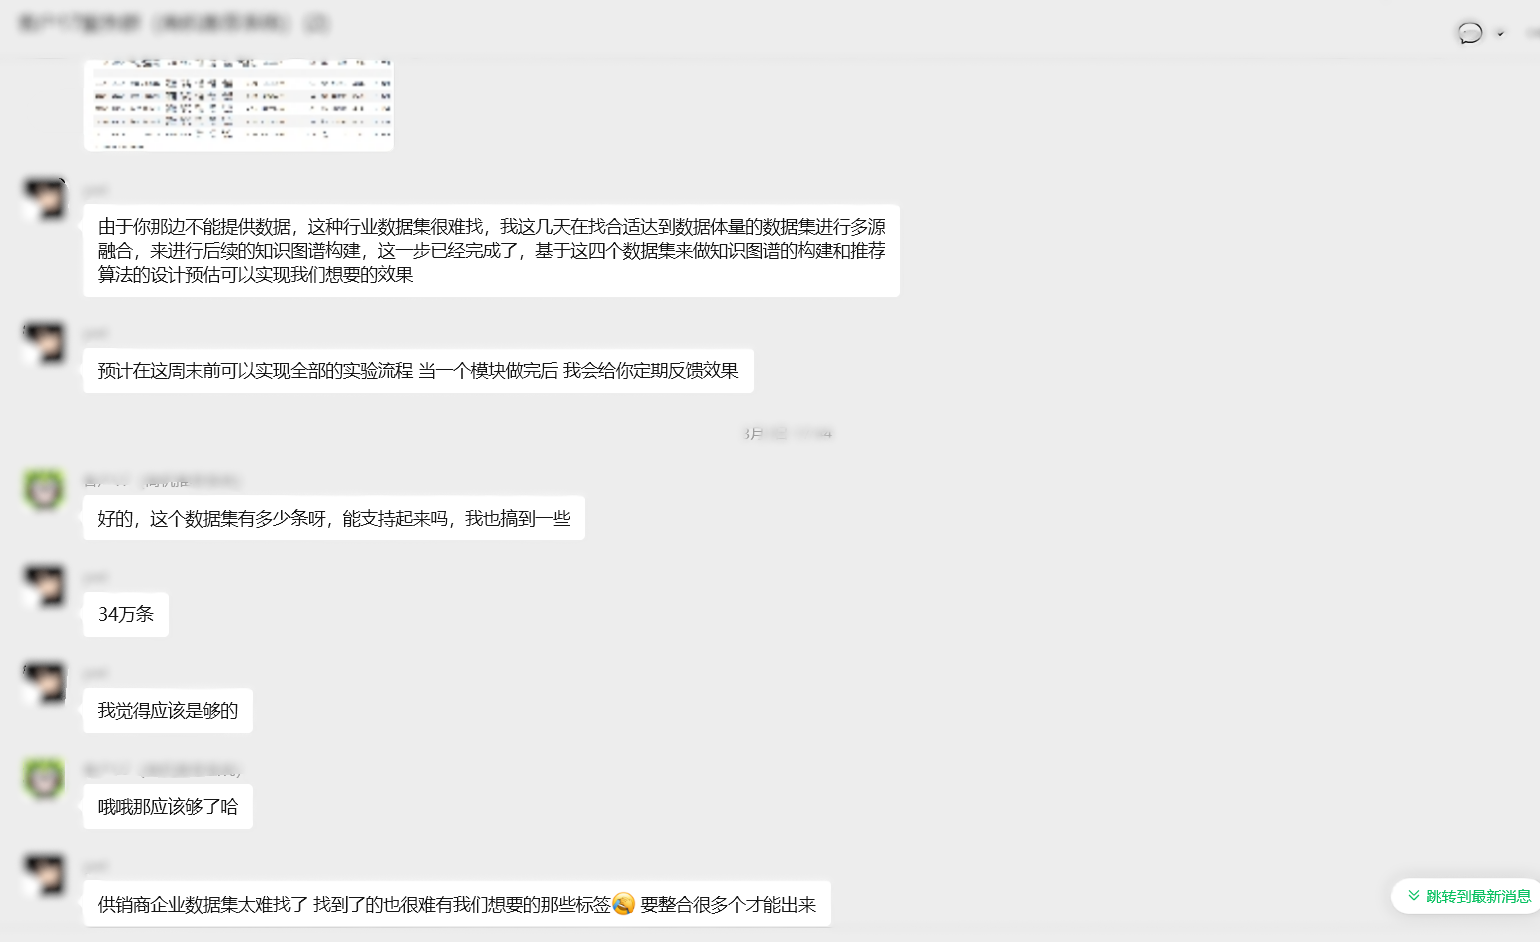 由于你那边不能提供数据，这种行业数据集很难找，我这几天在找合适达到数据体量的数据集进行多源
融合，来进行后续的知识图谱构建，这一步已经完成了，基于这四个数据集来做知识图谱的构建和推荐
算法的设计预估可以实现我们想要的效果
预计在这周末前可以实现全部的实验流程 当一个模块做完后 我会给你定期反馈效果
3月
好的，这个数据集有多少条呀，能支持起来吗，我也搞到一些
34万条
我觉得应该是够的
哦哦那应该够了哈
供销商企业数据集太难找了 找到了的也很难有我们想要的那些标签🤣 要整合很多个才能出来
跳转到最新消息